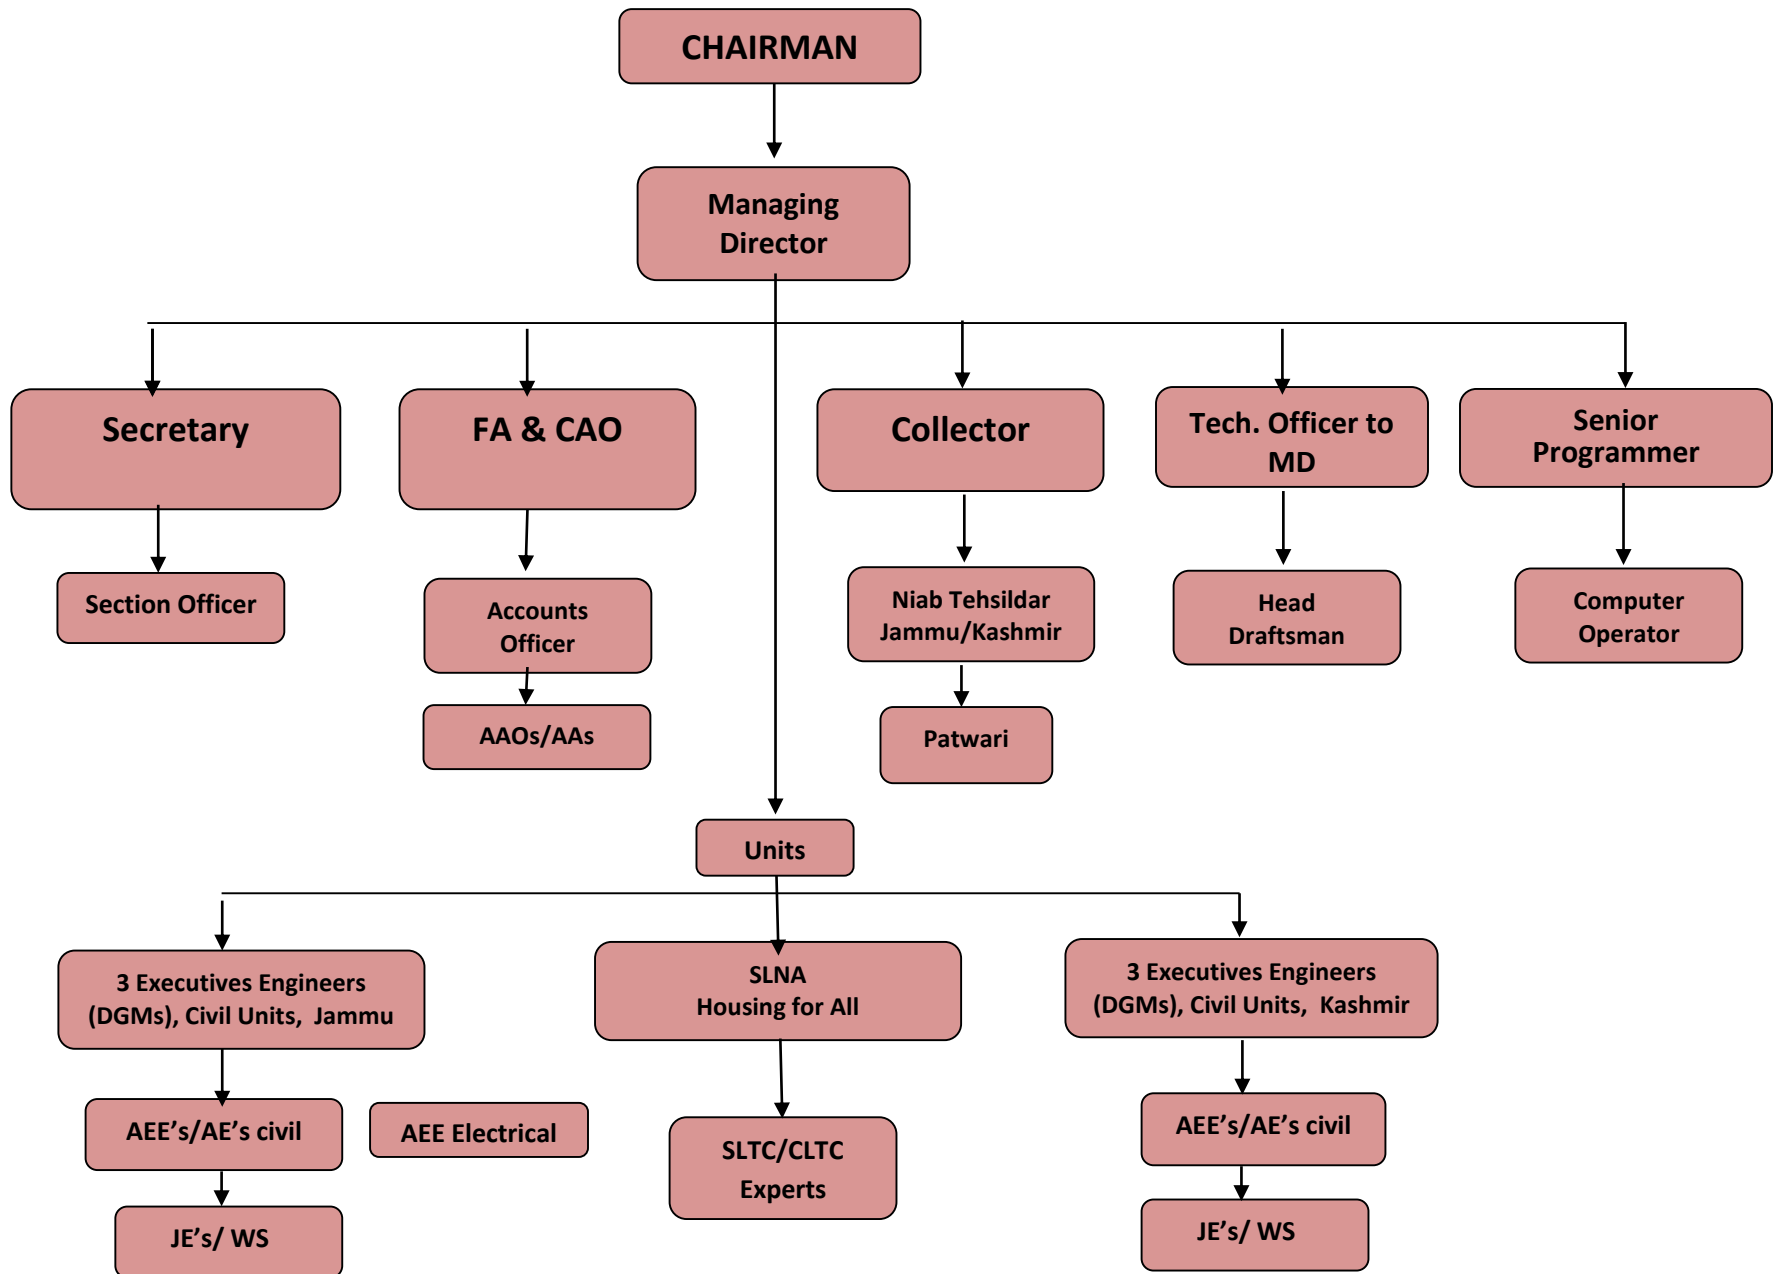 CHAIRMAN
Managing
Director
Secretary
FA & CAO
Collector
Tech. Officer to
MD
Senior
Programmer
Section Officer
Accounts
Officer
Niab Tehsildar
Jammu/Kashmir
Head
Draftsman
Computer
Operator
AAOs/AAs
Patwari
Units
3 Executives Engineers
(DGMs), Civil Units,  Jammu
SLNA
Housing for All
3 Executives Engineers
(DGMs), Civil Units,  Kashmir
AEE’s/AE’s civil
AEE Electrical
SLTC/CLTC
Experts
AEE’s/AE’s civil
JE’s/ WS
JE’s/ WS